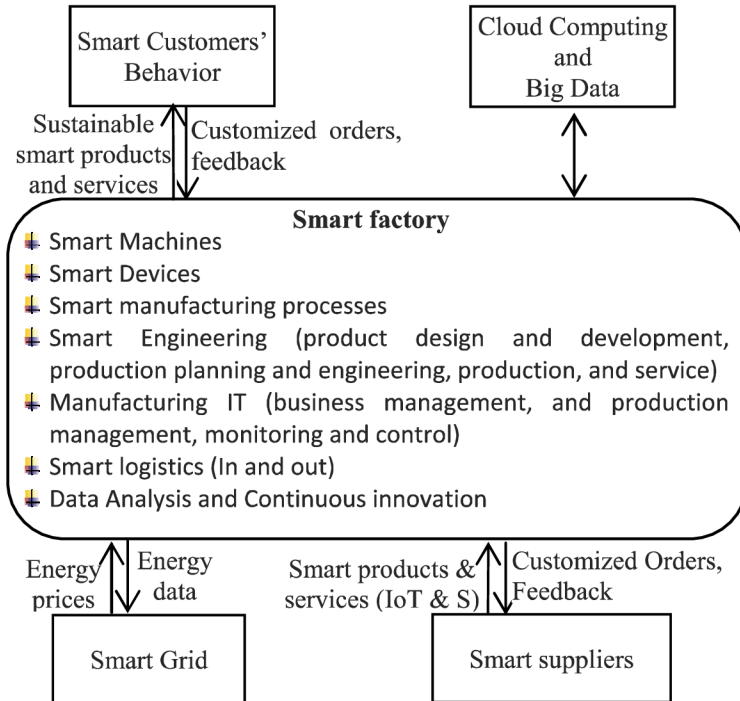 Smart Customers’
Behavior
Cloud Computing
and
Big Data
Sustainable
smart products
and services
Customized orders,
feedback
Smart factory
Smart Machines
Smart Devices
Smart manufacturing processes
Smart Engineering (product design and development,
production planning and engineering, production, and service)
Manufacturing IT (business management, and production
management, monitoring and control)
Smart logistics (In and out)
Data Analysis and Continuous innovation
Energy
prices
Energy
data
Smart products &
services (IoT & S)
Customized Orders,
Feedback
Smart Grid
Smart suppliers